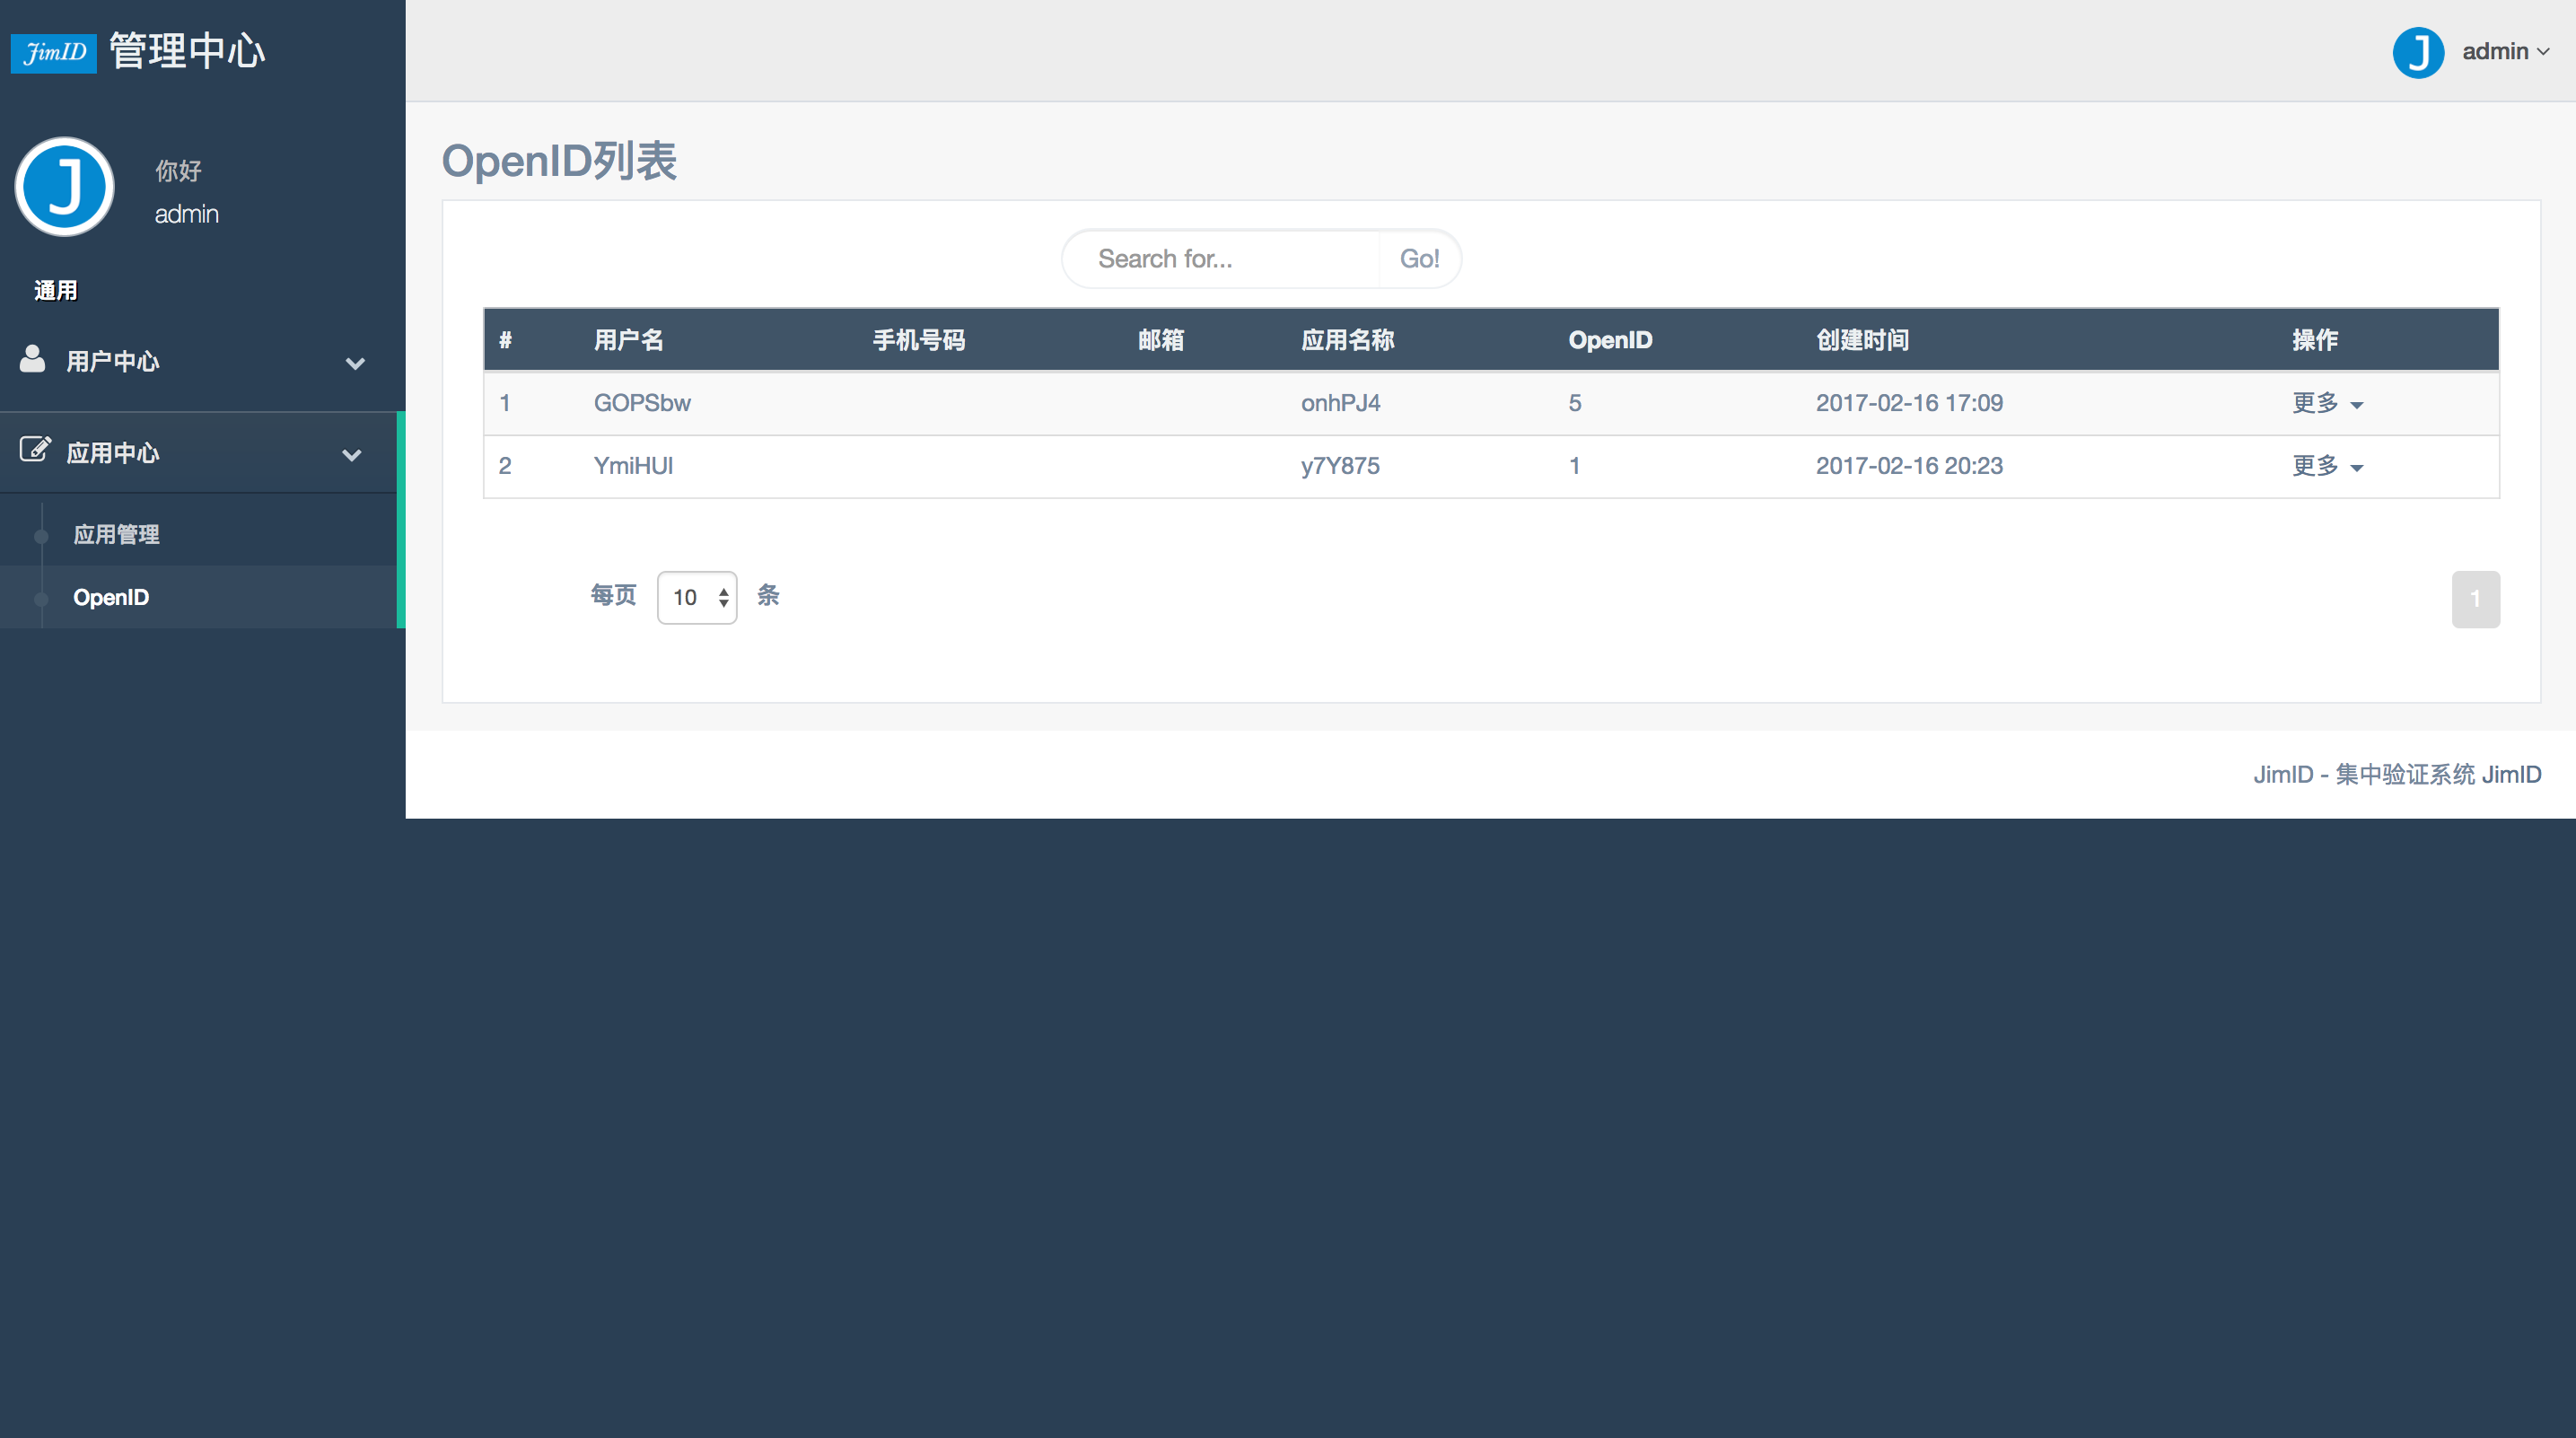 JimID 管理中心
J admin
J 你好
admin
通用
用户中心
应用中心
应用管理
OpenID
OpenID列表
Search for... Go!
# 用户名 手机号码 邮箱 应用名称 OpenID 创建时间 操作
1 GOPSbw onhPJ4 5 2017-02-16 17:09 更多
2 YmiHUl y7Y875 1 2017-02-16 20:23 更多
每页 10 条 1
JimID - 集中验证系统 JimID